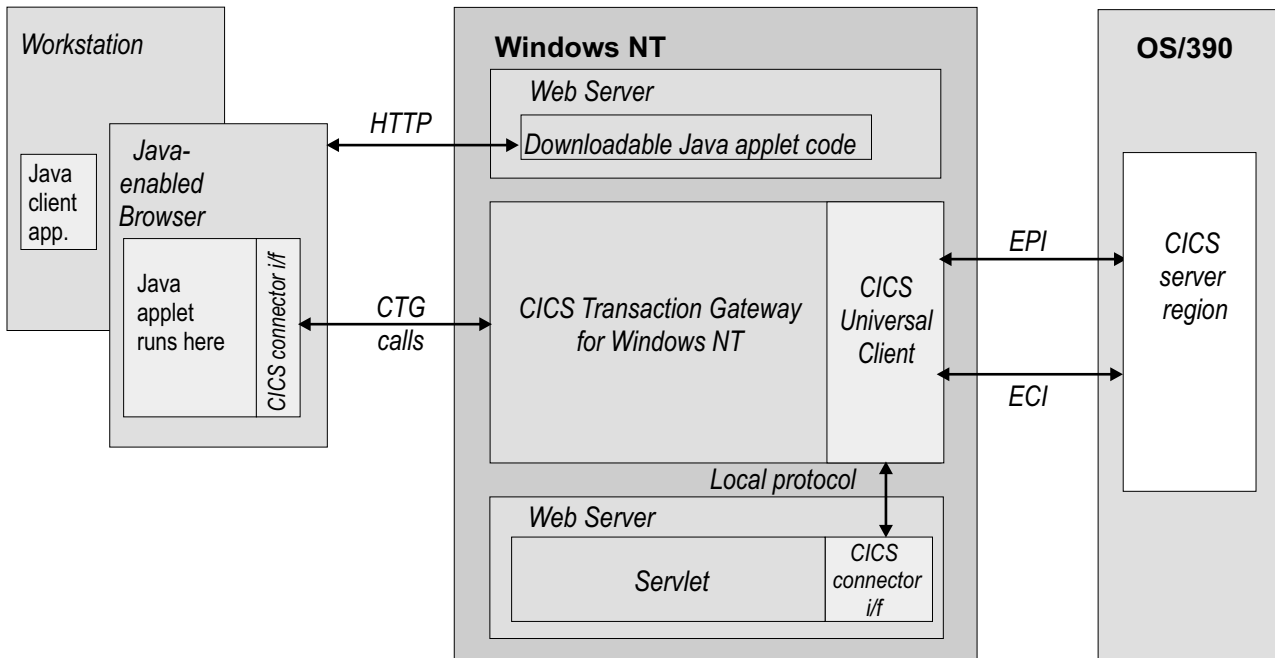 Workstation
Java
client
app.
Java-
enabled
Browser
Java
applet
runs here
CICS connector i/f
HTTP
CTG
calls
Windows NT
Web Server
Downloadable Java applet code
CICS Transaction Gateway
for Windows NT
CICS
Universal
Client
Local protocol
Web Server
Servlet
CICS
connector
i/f
EPI
ECI
OS/390
CICS
server
region